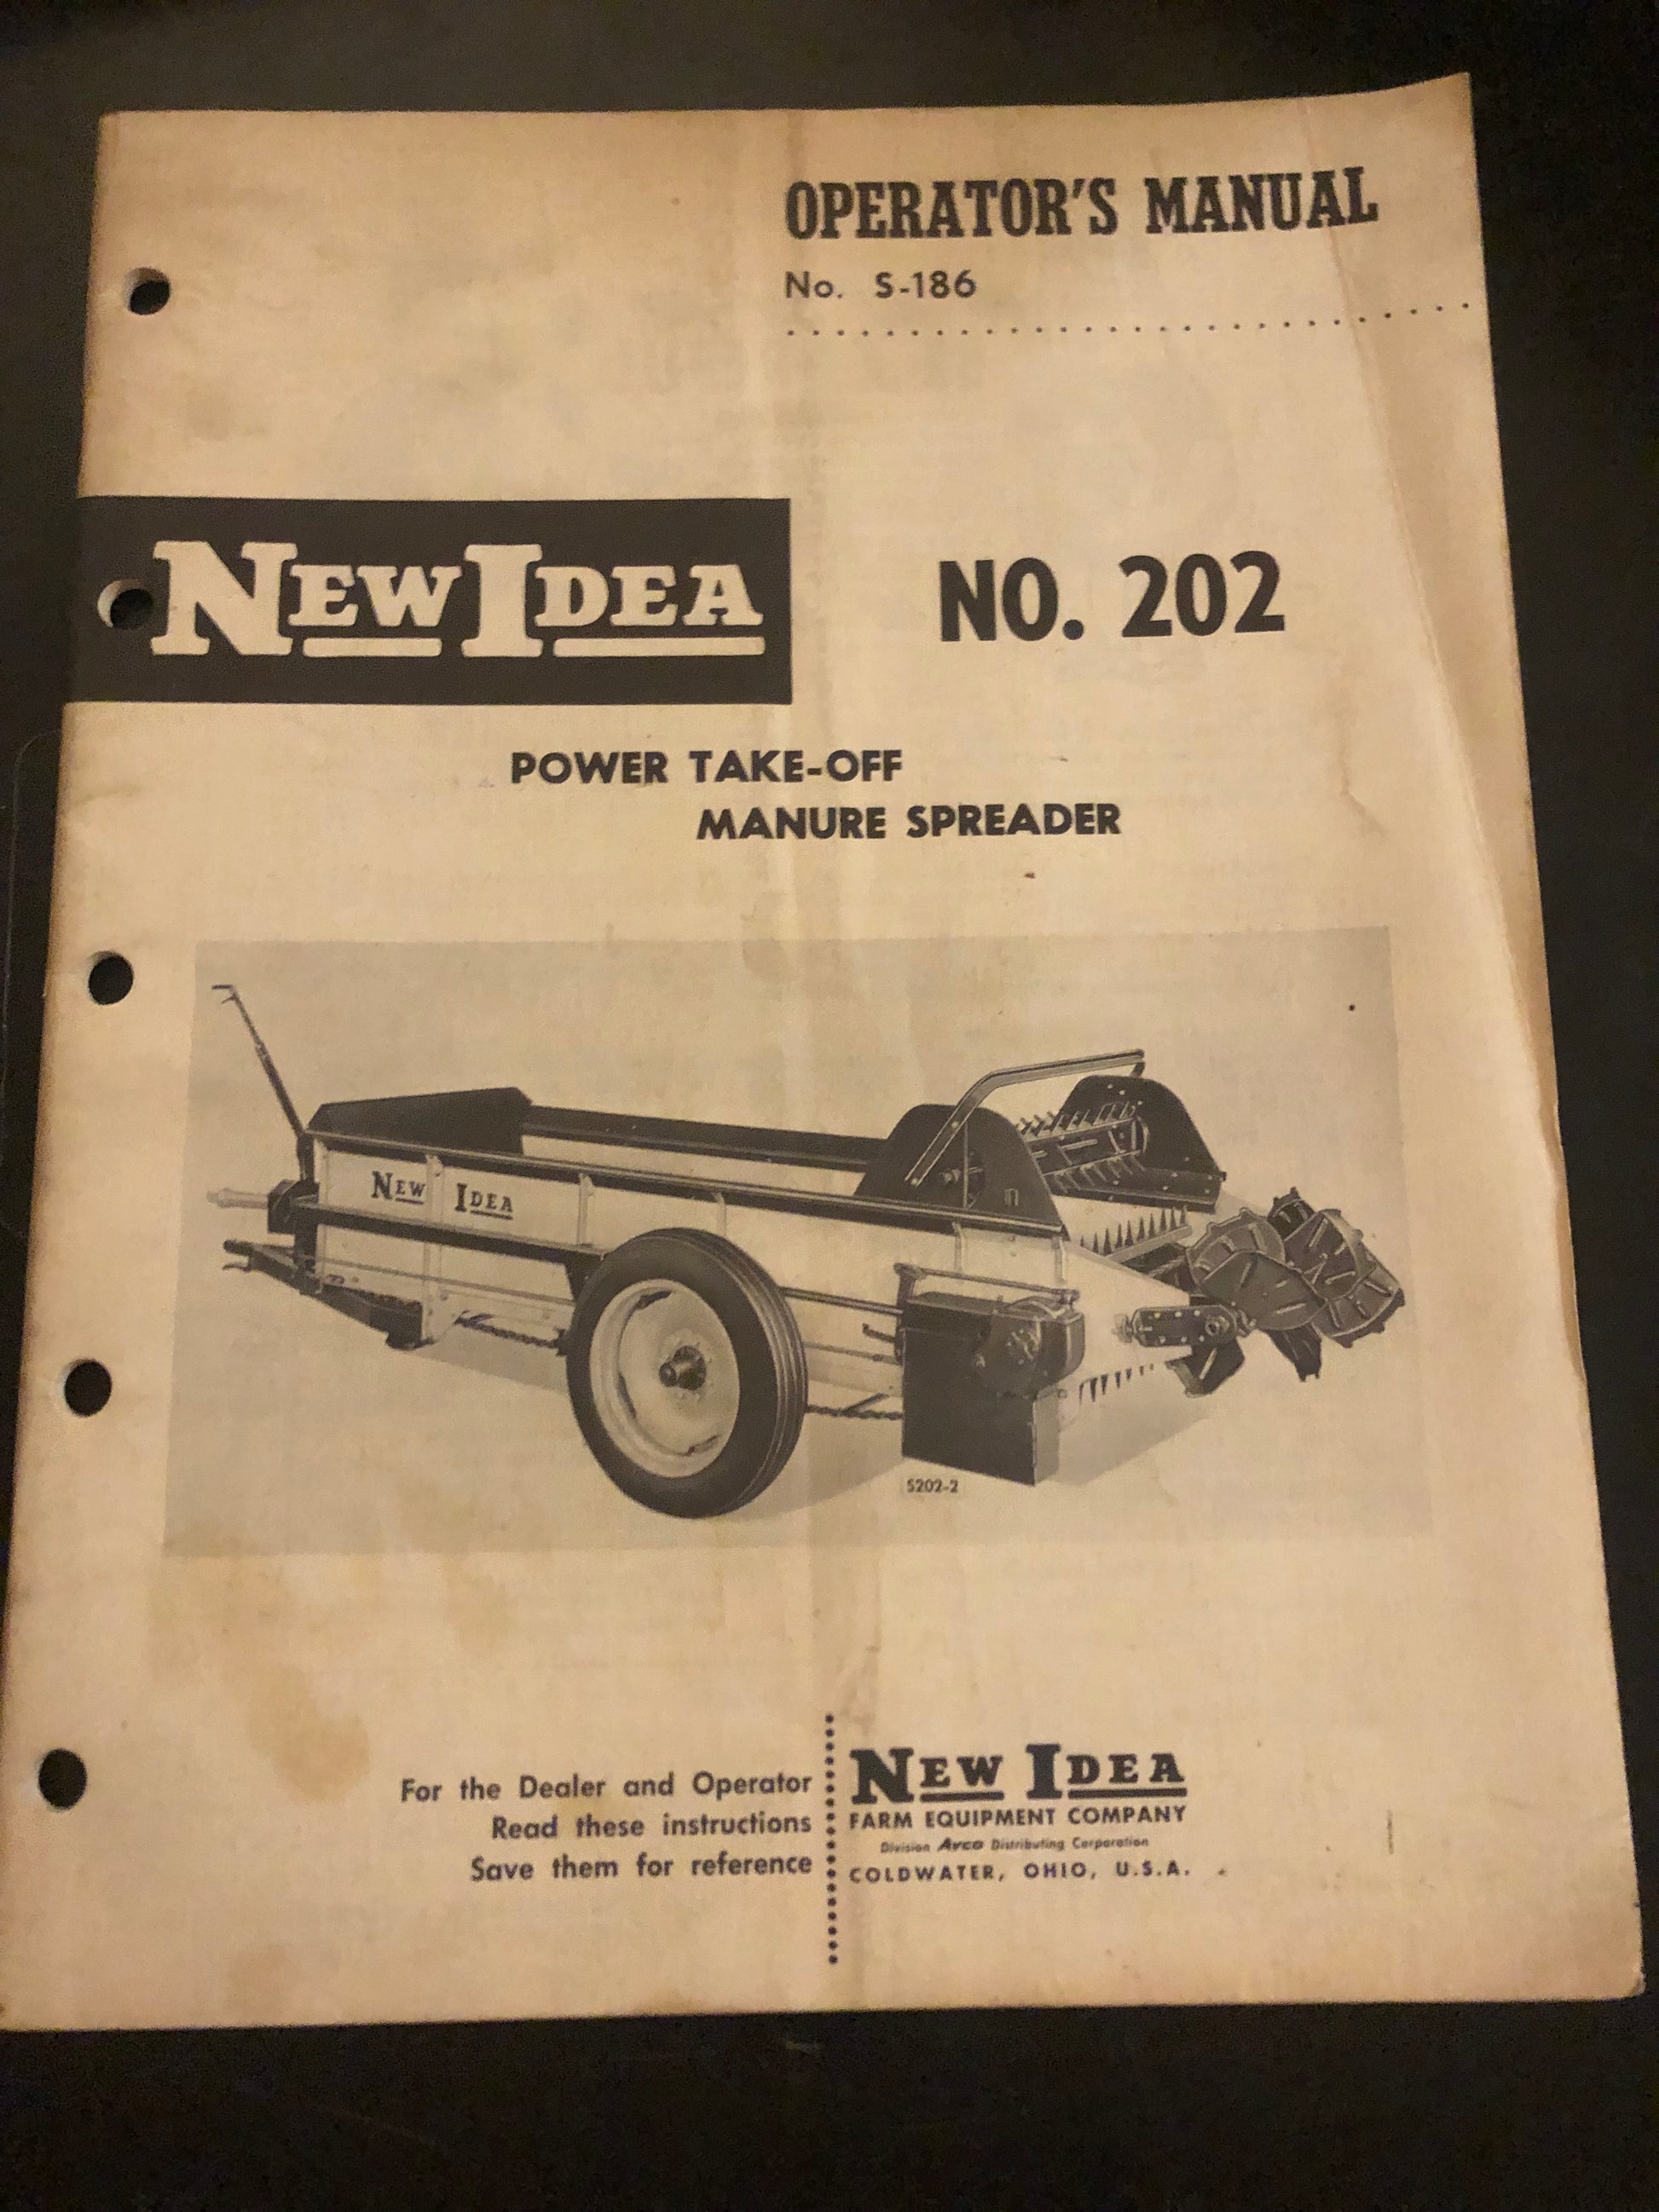 OPERATOR'S MANUAL
No. S-186
NEW IDEA
NO. 202
POWER TAKE-OFF
MANURE SPREADER
NEW IDEA
S202-2
For the Dealer and Operator
Read these instructions
Save them for reference
NEW IDEA
FARM EQUIPMENT COMPANY
Division Avco Distributing Corporation
COLDWATER, OHIO, U.S.A.